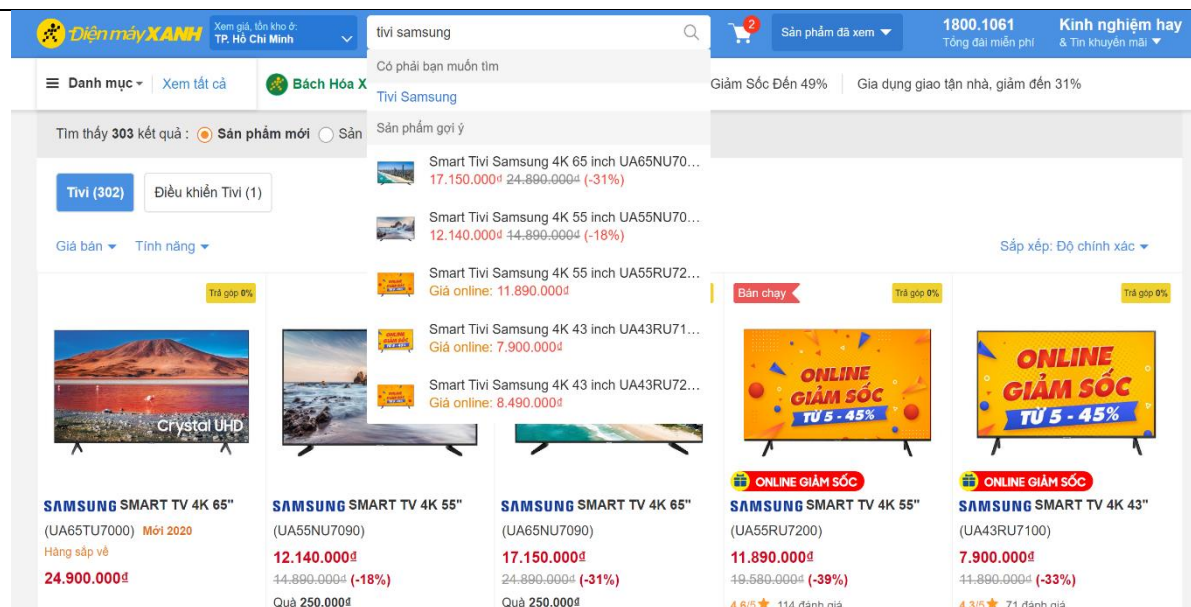 Điện máy XANH
Xem giá, tồn kho ở:
TP. Hồ Chí Minh
tivi samsung
2
Sản phẩm đã xem
1800.1061
Tổng đài miễn phí
Kinh nghiệm hay
& Tin khuyến mãi
Danh mục
Xem tất cả
Bách Hóa X
Giảm Sốc Đến 49%
Gia dụng giao tận nhà, giảm đến 31%
Có phải bạn muốn tìm
Tivi Samsung
Sản phẩm gợi ý
Smart Tivi Samsung 4K 65 inch UA65NU70...
17.150.000₫ 24.890.000₫ (-31%)
Smart Tivi Samsung 4K 55 inch UA55NU70...
12.140.000₫ 14.890.000₫ (-18%)
Smart Tivi Samsung 4K 55 inch UA55RU72...
Giá online: 11.890.000₫
Smart Tivi Samsung 4K 43 inch UA43RU71...
Giá online: 7.900.000₫
Smart Tivi Samsung 4K 43 inch UA43RU72...
Giá online: 8.490.000₫
Tìm thấy 303 kết quả :
Sản phẩm mới
Sản
Tivi (302)
Điều khiển Tivi (1)
Giá bán
Tính năng
Sắp xếp: Độ chính xác
Trả góp 0%
Crystal UHD
SAMSUNG SMART TV 4K 65"
(UA65TU7000) Mới 2020
Hàng sắp về
24.900.000₫
SAMSUNG SMART TV 4K 55"
(UA55NU7090)
12.140.000₫
14.890.000₫ (-18%)
Quà 250.000₫
SAMSUNG SMART TV 4K 65"
(UA65NU7090)
17.150.000₫
24.890.000₫ (-31%)
Quà 250.000₫
Bán chạy
Trả góp 0%
ONLINE
GIẢM SỐC
TỪ 5 - 45%
ONLINE GIẢM SỐC
SAMSUNG SMART TV 4K 55"
(UA55RU7200)
11.890.000₫
19.580.000₫ (-39%)
4.6/5 114 đánh giá
Trả góp 0%
ONLINE
GIẢM SỐC
TỪ 5 - 45%
ONLINE GIẢM SỐC
SAMSUNG SMART TV 4K 43"
(UA43RU7100)
7.900.000₫
11.890.000₫ (-33%)
4.3/5 71 đánh giá